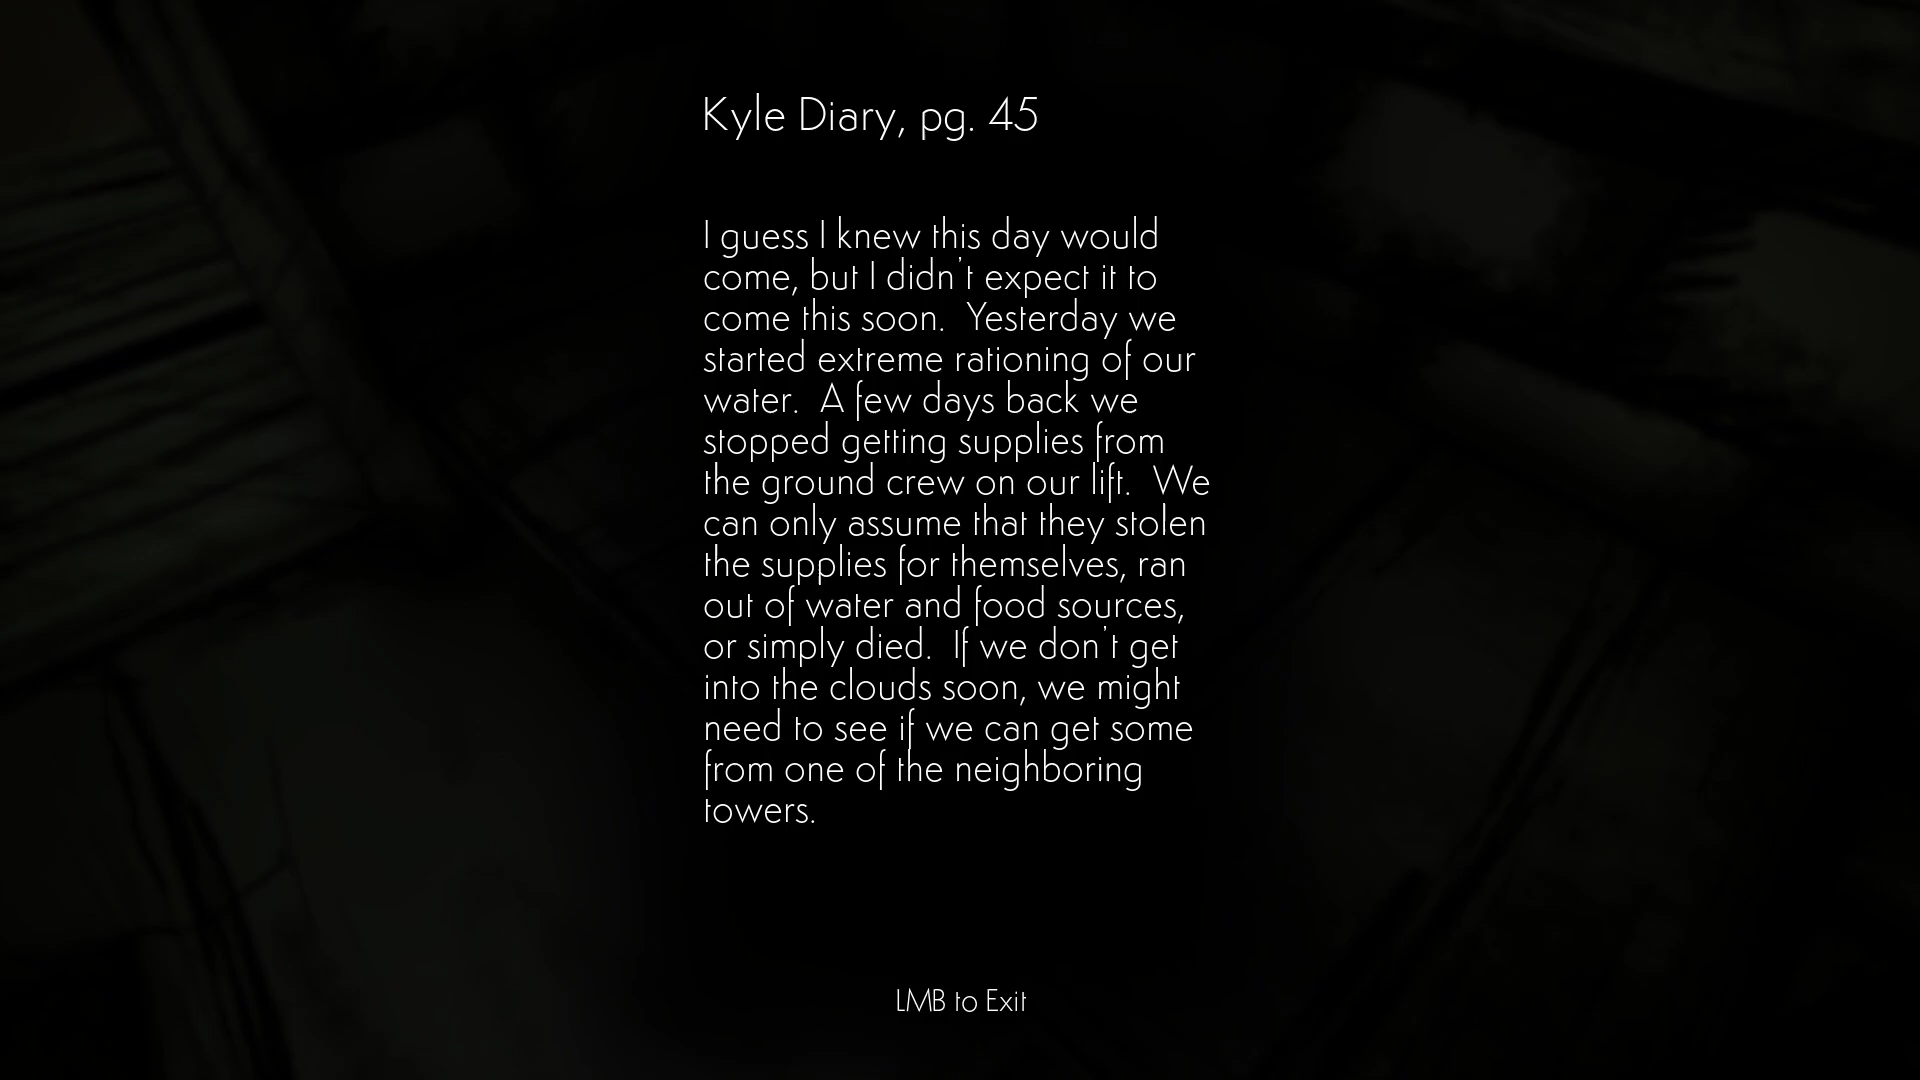 Kyle Diary, pg. 45
I guess I knew this day would
come, but I didn't expect it to
come this soon.  Yesterday we
started extreme rationing of our
water.  A few days back we
stopped getting supplies from
the ground crew on our lift.  We
can only assume that they stolen
the supplies for themselves, ran
out of water and food sources,
or simply died.  If we don't get
into the clouds soon, we might
need to see if we can get some
from one of the neighboring
towers.
LMB to Exit